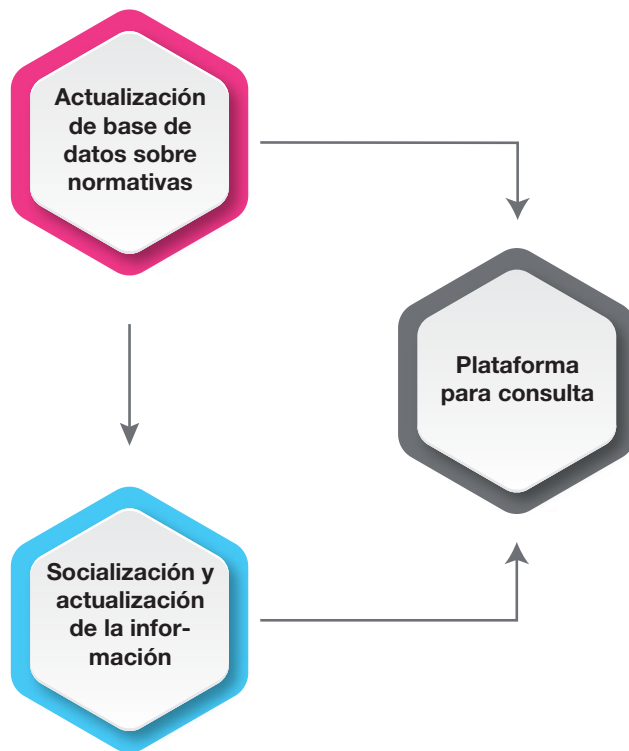 Actualización
de base de
datos sobre
normativas
Plataforma
para consulta
Socialización y
actualización
de la infor-
mación